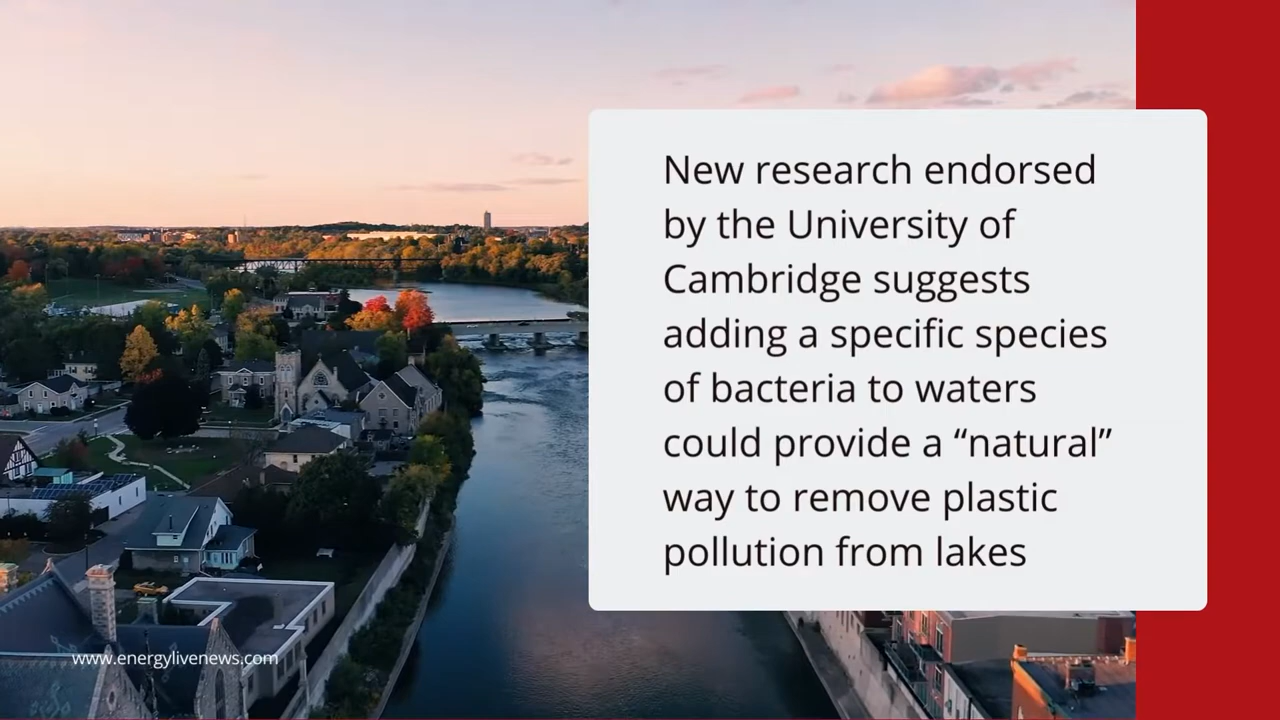 New research endorsed
by the University of
Cambridge suggests
adding a specific species
of bacteria to waters
could provide a “natural”
way to remove plastic
pollution from lakes
www.energylivenews.com